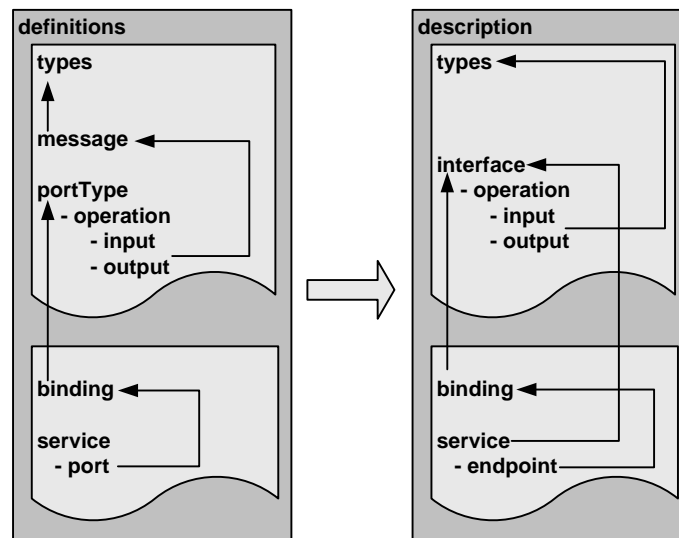 definitions
types
message
portType
- operation
- input
- output
binding
service
- port
description
types
interface
- operation
- input
- output
binding
service
- endpoint